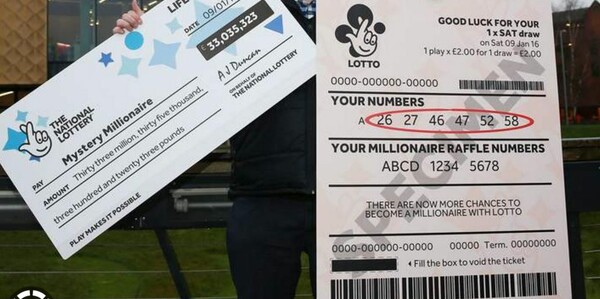 LIFE
DATE 09/01/
33,035,323
AJ Duncan
ON BEHALF OF
THE NATIONAL LOTTERY
THE
NATIONAL
LOTTERY
PAY Mystery Millionaire
AMOUNT Thirty three million, thirty five thousand,
three hundred and twenty three pounds
PLAY MAKES IT POSSIBLE
LOTTO
GOOD LUCK FOR YOUR
1 x SAT draw
on Sat 09 Jan 16
1 play x £2.00 for 1 draw = £2.00
0000-000000000-000000
YOUR NUMBERS
A 26 27 46 47 52 58
YOUR MILLIONAIRE RAFFLE NUMBERS
ABCD 1234 5678
THERE ARE NOW MORE CHANCES TO
BECOME A MILLIONAIRE WITH LOTTO
0000-000000000-000000 00000 Term. 00000000
Fill the box to void the ticket
SPECIMEN